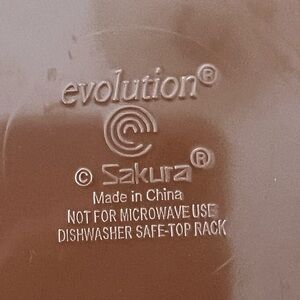 evolution®
© Sakura®
Made in China
NOT FOR MICROWAVE USE
DISHWASHER SAFE-TOP RACK